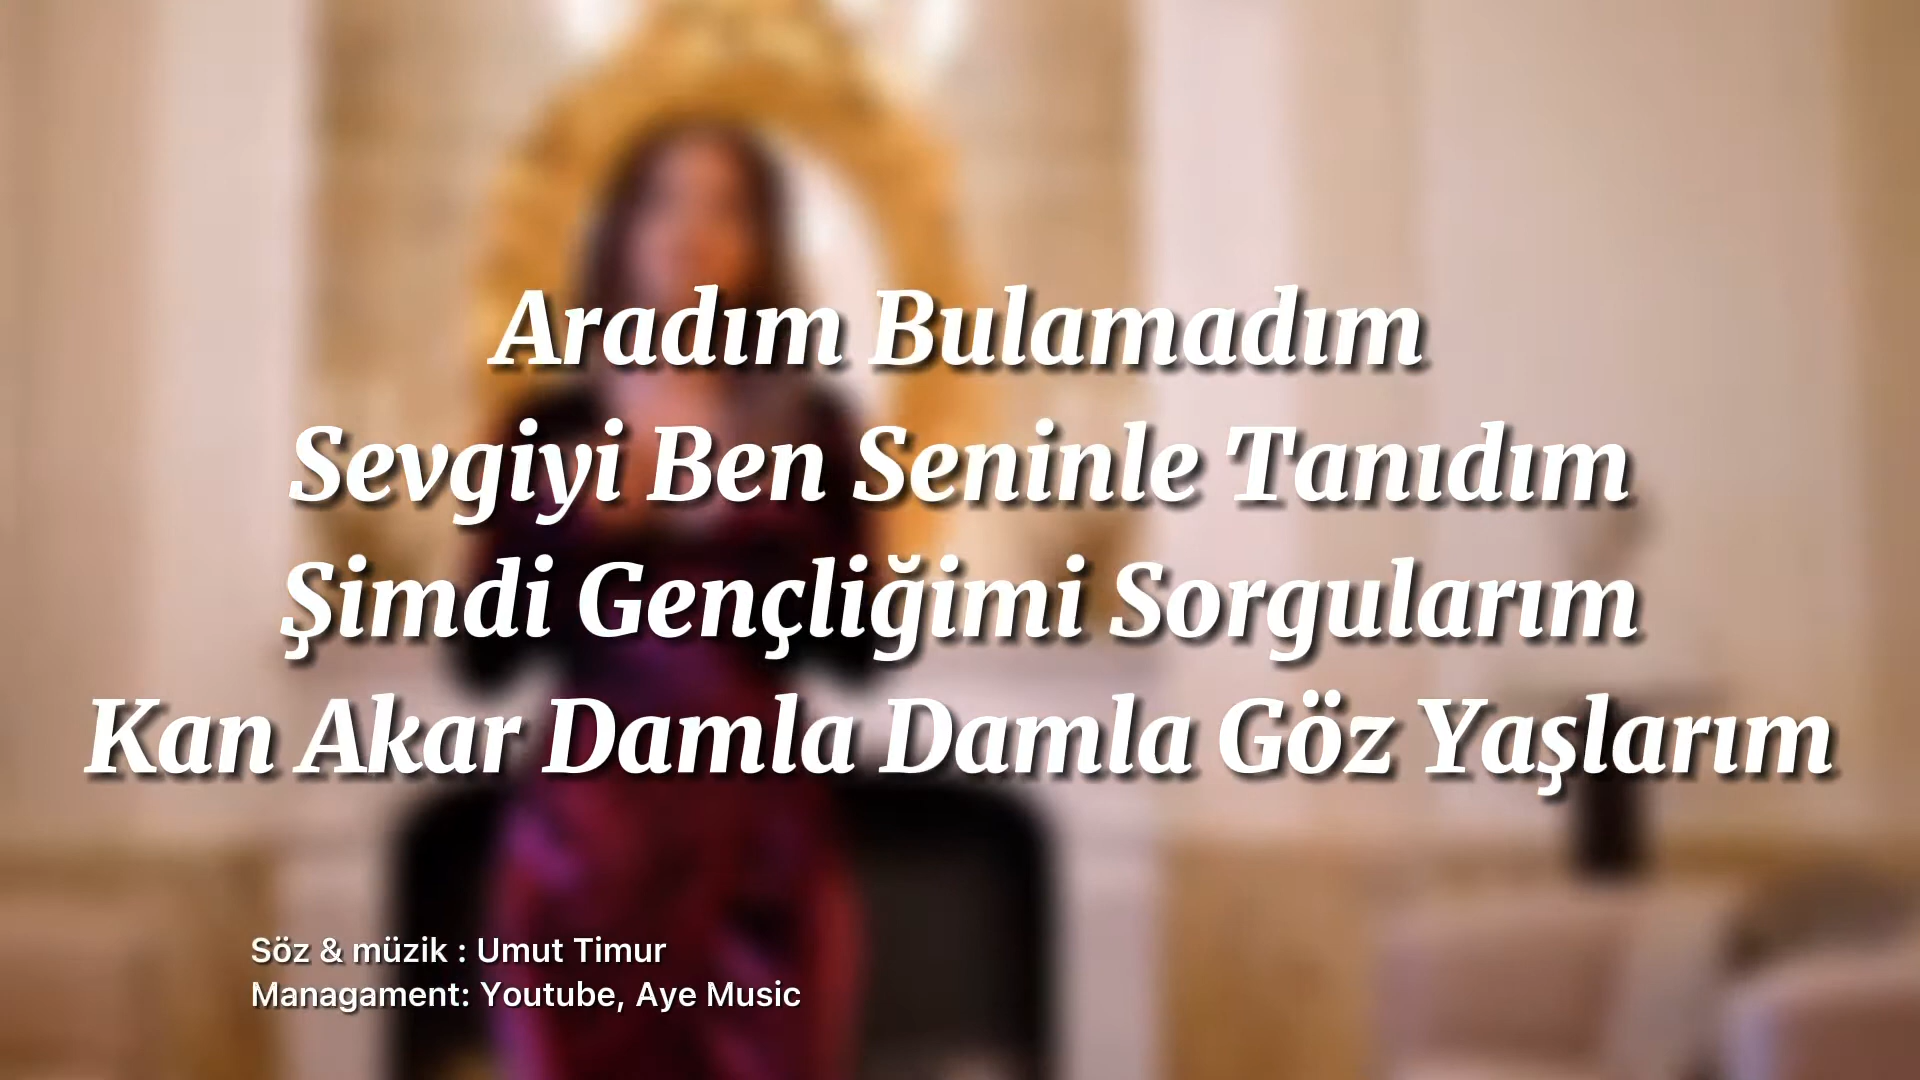 Aradım Bulamadım
Sevgiyi Ben Seninle Tanıdım
Şimdi Gençliğimi Sorgularım
Kan Akar Damla Damla Göz Yaşlarım
Söz & müzik : Umut Timur
Managament: Youtube, Aye Music